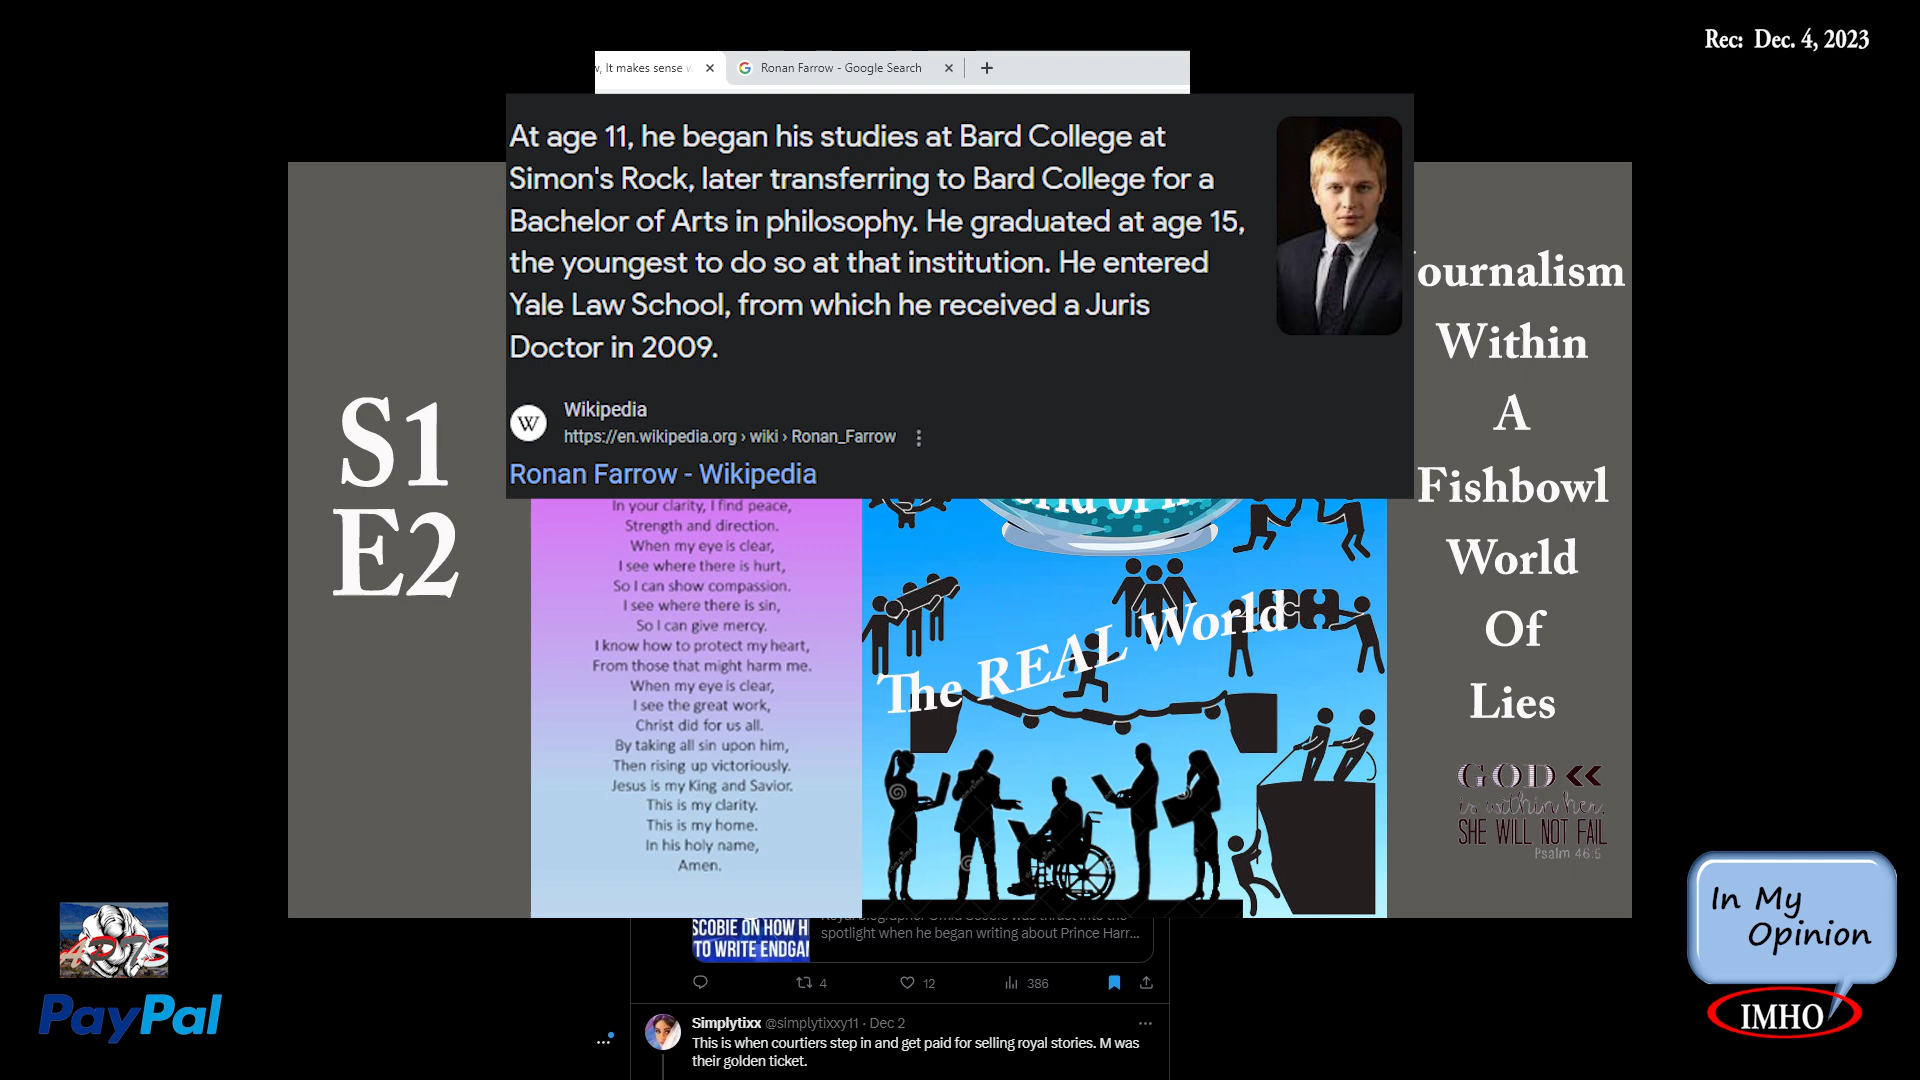 Rec: Dec. 4, 2023
It makes sense
Ronan Farrow - Google Search
At age 11, he began his studies at Bard College at
Simon's Rock, later transferring to Bard College for a
Bachelor of Arts in philosophy. He graduated at age 15,
the youngest to do so at that institution. He entered
Yale Law School, from which he received a Juris
Doctor in 2009.
W
Wikipedia
https://en.wikipedia.org › wiki › Ronan_Farrow
Ronan Farrow - Wikipedia
S1
E2
In your clarity, I find peace,
Strength and direction.
When my eye is clear,
I see where there is hurt,
So I can show compassion.
I see where there is sin,
So I can give mercy.
I know how to protect my heart,
From those that might harm me.
When my eye is clear,
I see the great work,
Christ did for us all.
By taking all sin upon him,
Then rising up victoriously.
Jesus is my King and Savior.
This is my clarity.
This is my home.
In his holy name,
Amen.
The REAL World
ournalism
Within
A
Fishbowl
World
Of
Lies
GOD <<
is within her,
SHE WILL NOT FAIL
Psalm 46:5
In My
Opinion
IMHO
PayPal
SCOBIE ON HOW H
TO WRITE ENDGA
spotlight when he began writing about Prince Harr...
4
12
386
Simplytixx @simplytixxy11 · Dec 2
This is when courtiers step in and get paid for selling royal stories. M was
their golden ticket.